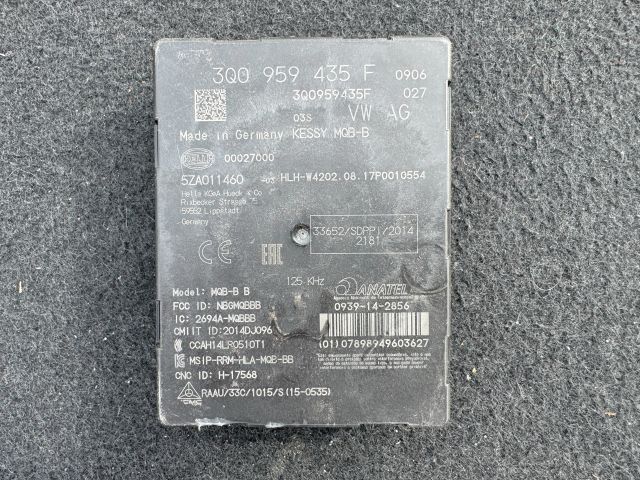 3Q0 959 435 F 0906
3Q0959435F 027
03S VW AG
Made in Germany KESSY MQB-B
HELLA 00027000
5ZA011460 -03 HLH-W4202.08.17P0010554
Hella KGaA Hueck & Co
Rixbecker Strasse 75
59552 Lippstadt
Germany
33652/SDPPI/2014
2181
CE EAC
125 KHz
ANATEL
Model: MQB-B B
FCC ID: NBGMQBBB
0939-14-2856
IC: 2694A-MQBBB
CMIIT ID: 2014DJ096
CCAH14LP0510T1
(01)07898949603627
MSIP-RRM-HLA-MQB-BB
CNC ID: H-17568
RAAU/33C/1015/S (15-0535)